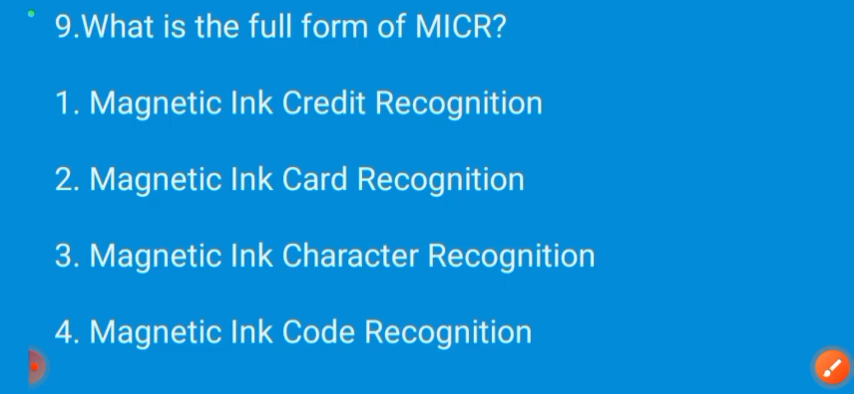 9.What is the full form of MICR?
1. Magnetic Ink Credit Recognition
2. Magnetic Ink Card Recognition
3. Magnetic Ink Character Recognition
4. Magnetic Ink Code Recognition